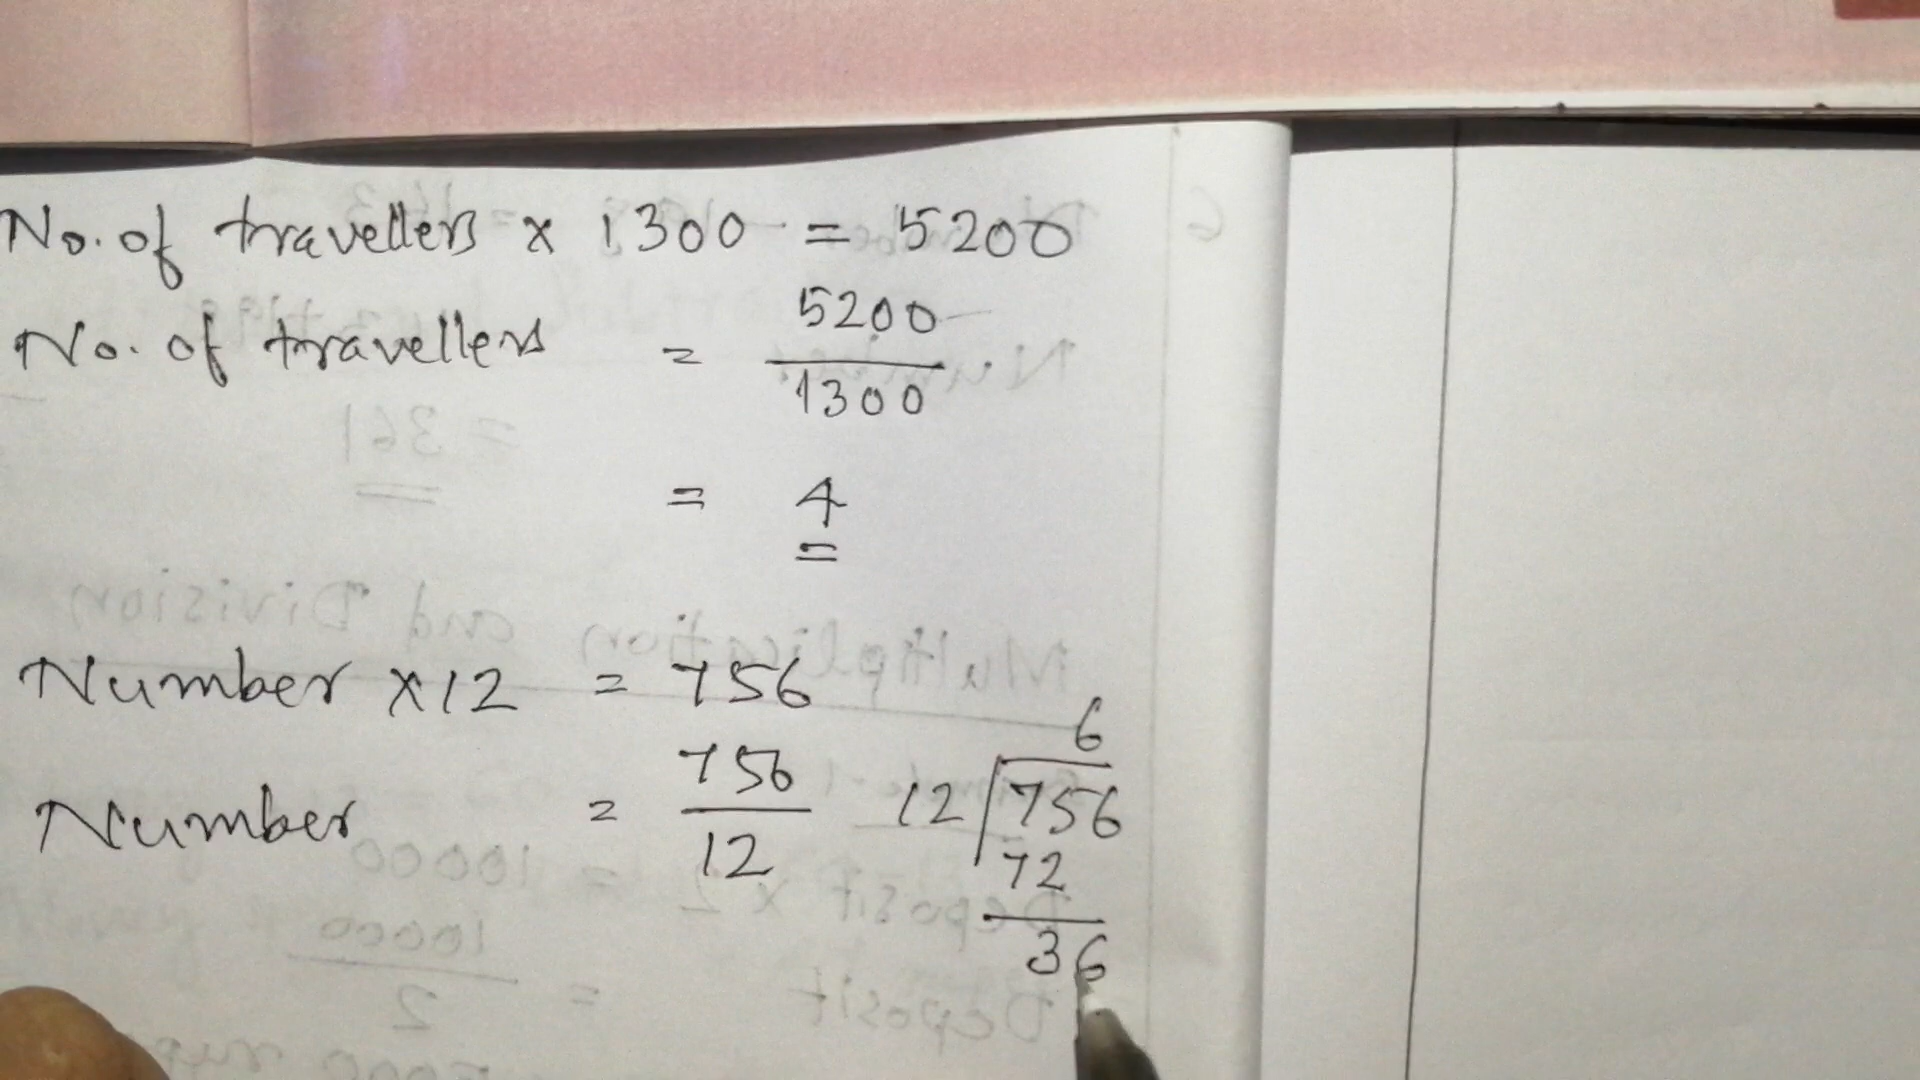 No. of travellers x 1300 = 5200
No. of travellers = 5200
1300
= 4
Number x12 = 756
6
Number = 756
12
12 756
72
36